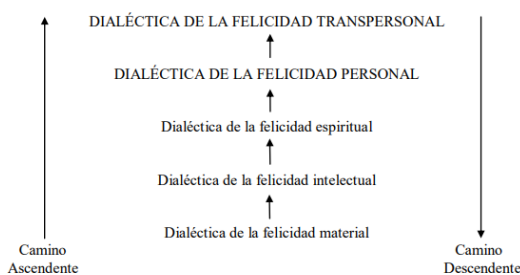 DIALÉCTICA DE LA FELICIDAD TRANSPERSONAL
DIALÉCTICA DE LA FELICIDAD PERSONAL
Dialéctica de la felicidad espiritual
Dialéctica de la felicidad intelectual
Dialéctica de la felicidad material
Camino
Ascendente
Camino
Descendente